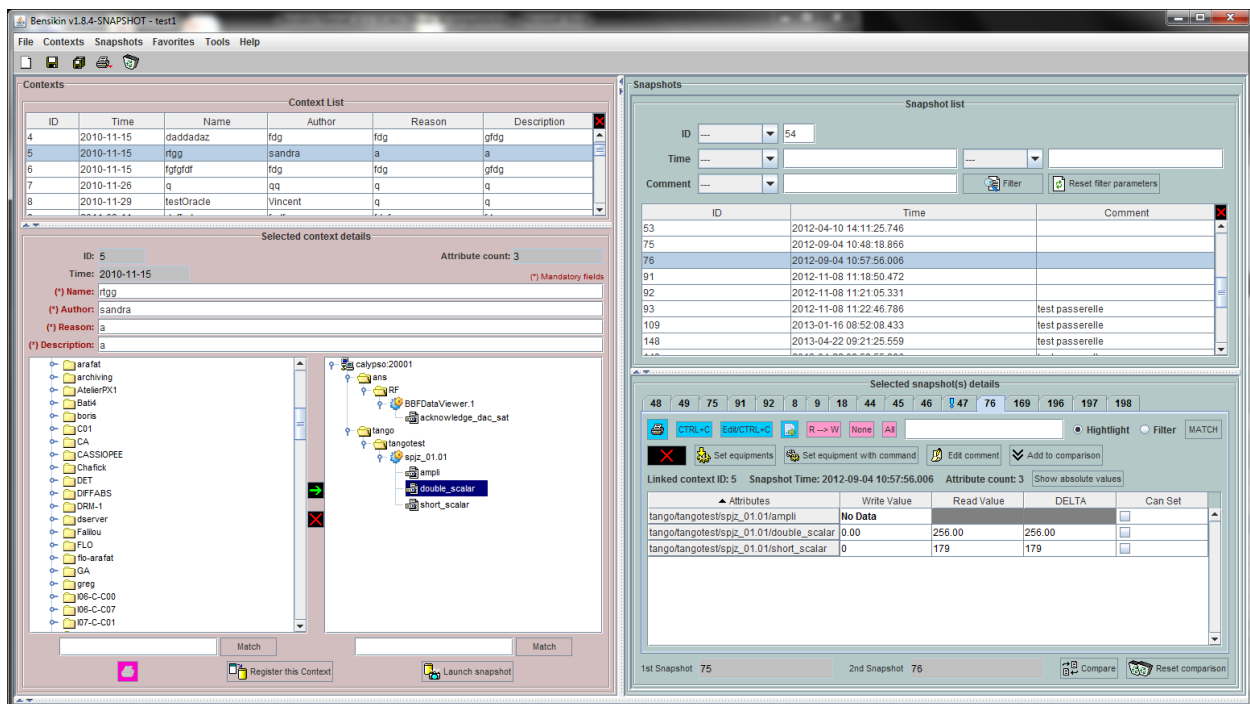 Bensikin v1.8.4-SNAPSHOT - test1
File Contexts Snapshots Favorites Tools Help
Contexts
Context List
ID Time Name Author Reason Description
4 2010-11-15 daddadaz fdg fdg gfdg
5 2010-11-15 rtgg sandra a a
6 2010-11-15 fgfgfdf fdg fdg gfdg
7 2010-11-26 q qq q q
8 2010-11-29 testOracle Vincent q q
Selected context details
ID: 5 Attribute count: 3
Time: 2010-11-15 (*) Mandatory fields
(*) Name: rtgg
(*) Author: sandra
(*) Reason: a
(*) Description: a
arafat
archiving
AtelierPX1
Bati4
boris
C01
CA
CASSIOPEE
Chafick
DET
DIFFABS
DRM-1
dserver
Falilou
FLO
flo-arafat
GA
greg
I06-C-C00
I06-C-C07
I07-C-C01
calypso:20001
ans
RF
BBFDataViewer.1
acknowledge_dac_sat
tango
tangotest
spjz_01.01
ampli
double_scalar
short_scalar
Match Match
Register this Context Launch snapshot
Snapshots
Snapshot list
ID --- 54
Time --- ---
Comment --- Filter Reset filter parameters
ID Time Comment
53 2012-04-10 14:11:25.746
75 2012-09-04 10:48:18.866
76 2012-09-04 10:57:56.006
91 2012-11-08 11:18:50.472
92 2012-11-08 11:21:05.331
93 2012-11-08 11:22:46.786 test passerelle
109 2013-01-16 08:52:08.433 test passerelle
148 2013-04-22 09:21:25.559 test passerelle
Selected snapshot(s) details
48 49 75 91 92 8 9 18 44 45 46 47 76 169 196 197 198
CTRL+C Edit/CTRL+C R --> W None All Hightlight Filter MATCH
Set equipments Set equipment with command Edit comment Add to comparison
Linked context ID: 5 Snapshot Time: 2012-09-04 10:57:56.006 Attribute count: 3 Show absolute values
Attributes Write Value Read Value DELTA Can Set
tango/tangotest/spjz_01.01/ampli No Data
tango/tangotest/spjz_01.01/double_scalar 0.00 256.00 256.00
tango/tangotest/spjz_01.01/short_scalar 0 179 179
1st Snapshot 75 2nd Snapshot 76 Compare Reset comparison